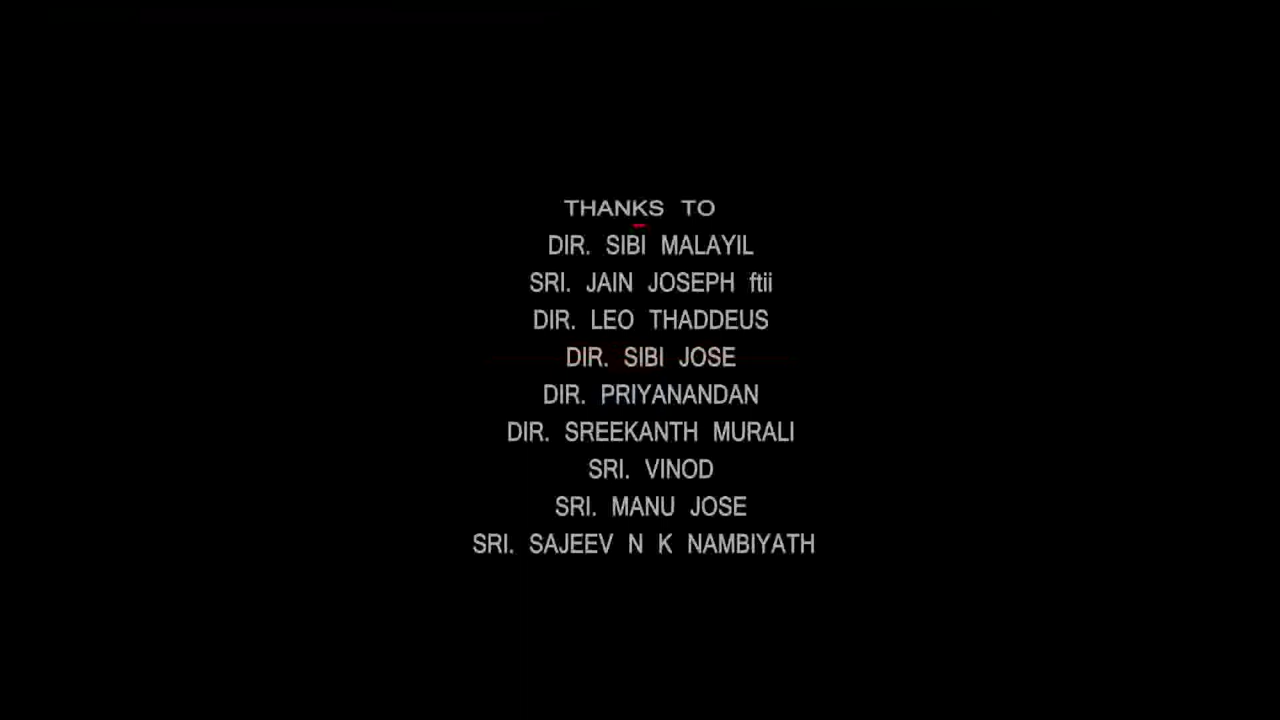 THANKS TO
DIR. SIBI MALAYIL
SRI. JAIN JOSEPH ftii
DIR. LEO THADDEUS
DIR. SIBI JOSE
DIR. PRIYANANDAN
DIR. SREEKANTH MURALI
SRI. VINOD
SRI. MANU JOSE
SRI. SAJEEV N K NAMBIYATH